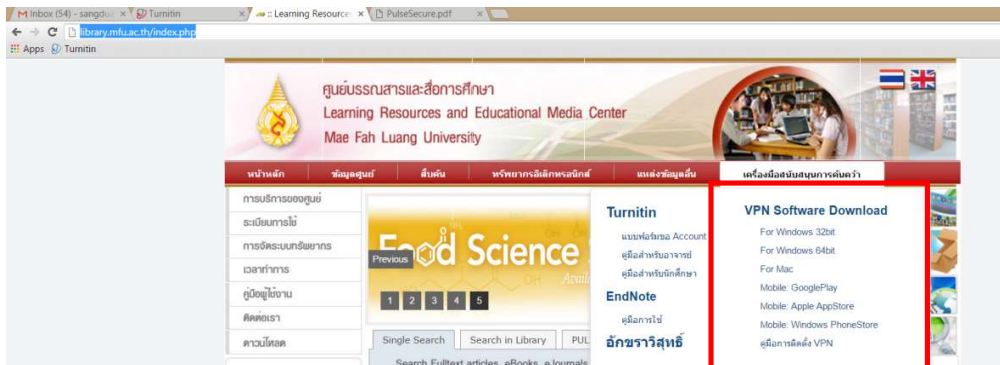 Inbox (54) - sangdu
Turnitin
:: Learning Resource
PulseSecure.pdf
library.mfu.ac.th/index.php
Apps
Turnitin
ศูนย์บรรณสารและสื่อการศึกษา
Learning Resources and Educational Media Center
Mae Fah Luang University
หน้าหลัก
ข้อมูลศูนย์
สืบค้น
ทรัพยากรอิเล็กทรอนิกส์
แหล่งข้อมูลอื่น
เครื่องมือสนับสนุนการค้นคว้า
การบริการของศูนย์
ระเบียบการใช้
การจัดระบบทรัพยากร
เวลาทำการ
คู่มือผู้ใช้งาน
ติดต่อเรา
ดาวน์โหลด
Food Science
Previous
Availa
1 2 3 4 5
Single Search
Search in Library
PUL
Search Fulltext articles, eBooks, eJournals
Turnitin
แบบฟอร์มขอ Account
คู่มือสำหรับอาจารย์
คู่มือสำหรับนักศึกษา
EndNote
คู่มือการใช้
อักขราวิสุทธิ์
VPN Software Download
For Windows 32bit
For Windows 64bit
For Mac
Mobile: GooglePlay
Mobile: Apple AppStore
Mobile: Windows PhoneStore
คู่มือการติดตั้ง VPN